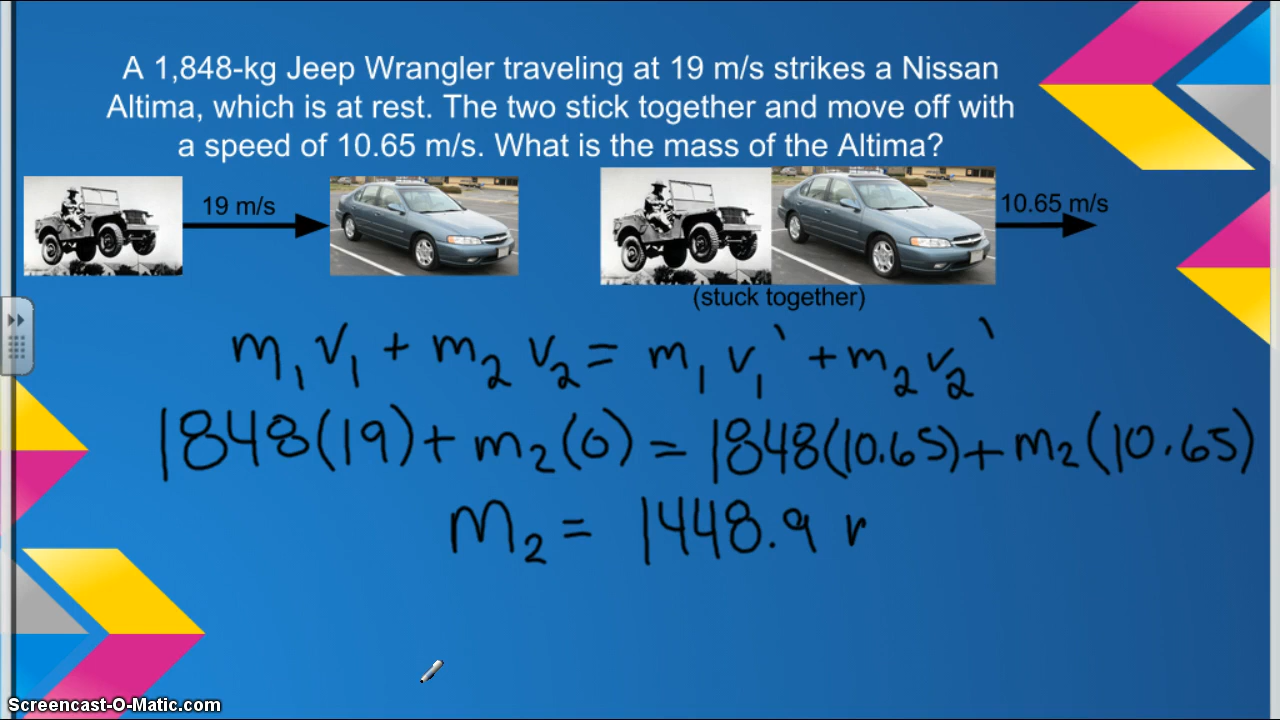 A 1,848-kg Jeep Wrangler traveling at 19 m/s strikes a Nissan
Altima, which is at rest. The two stick together and move off with
a speed of 10.65 m/s. What is the mass of the Altima?
19 m/s
10.65 m/s
(stuck together)
m₁v₁ + m₂v₂ = m₁v₁` + m₂v₂`
1848(19) + m₂(0) = 1848(10.65) + m₂(10.65)
m₂ = 1448.9
Screencast-O-Matic.com